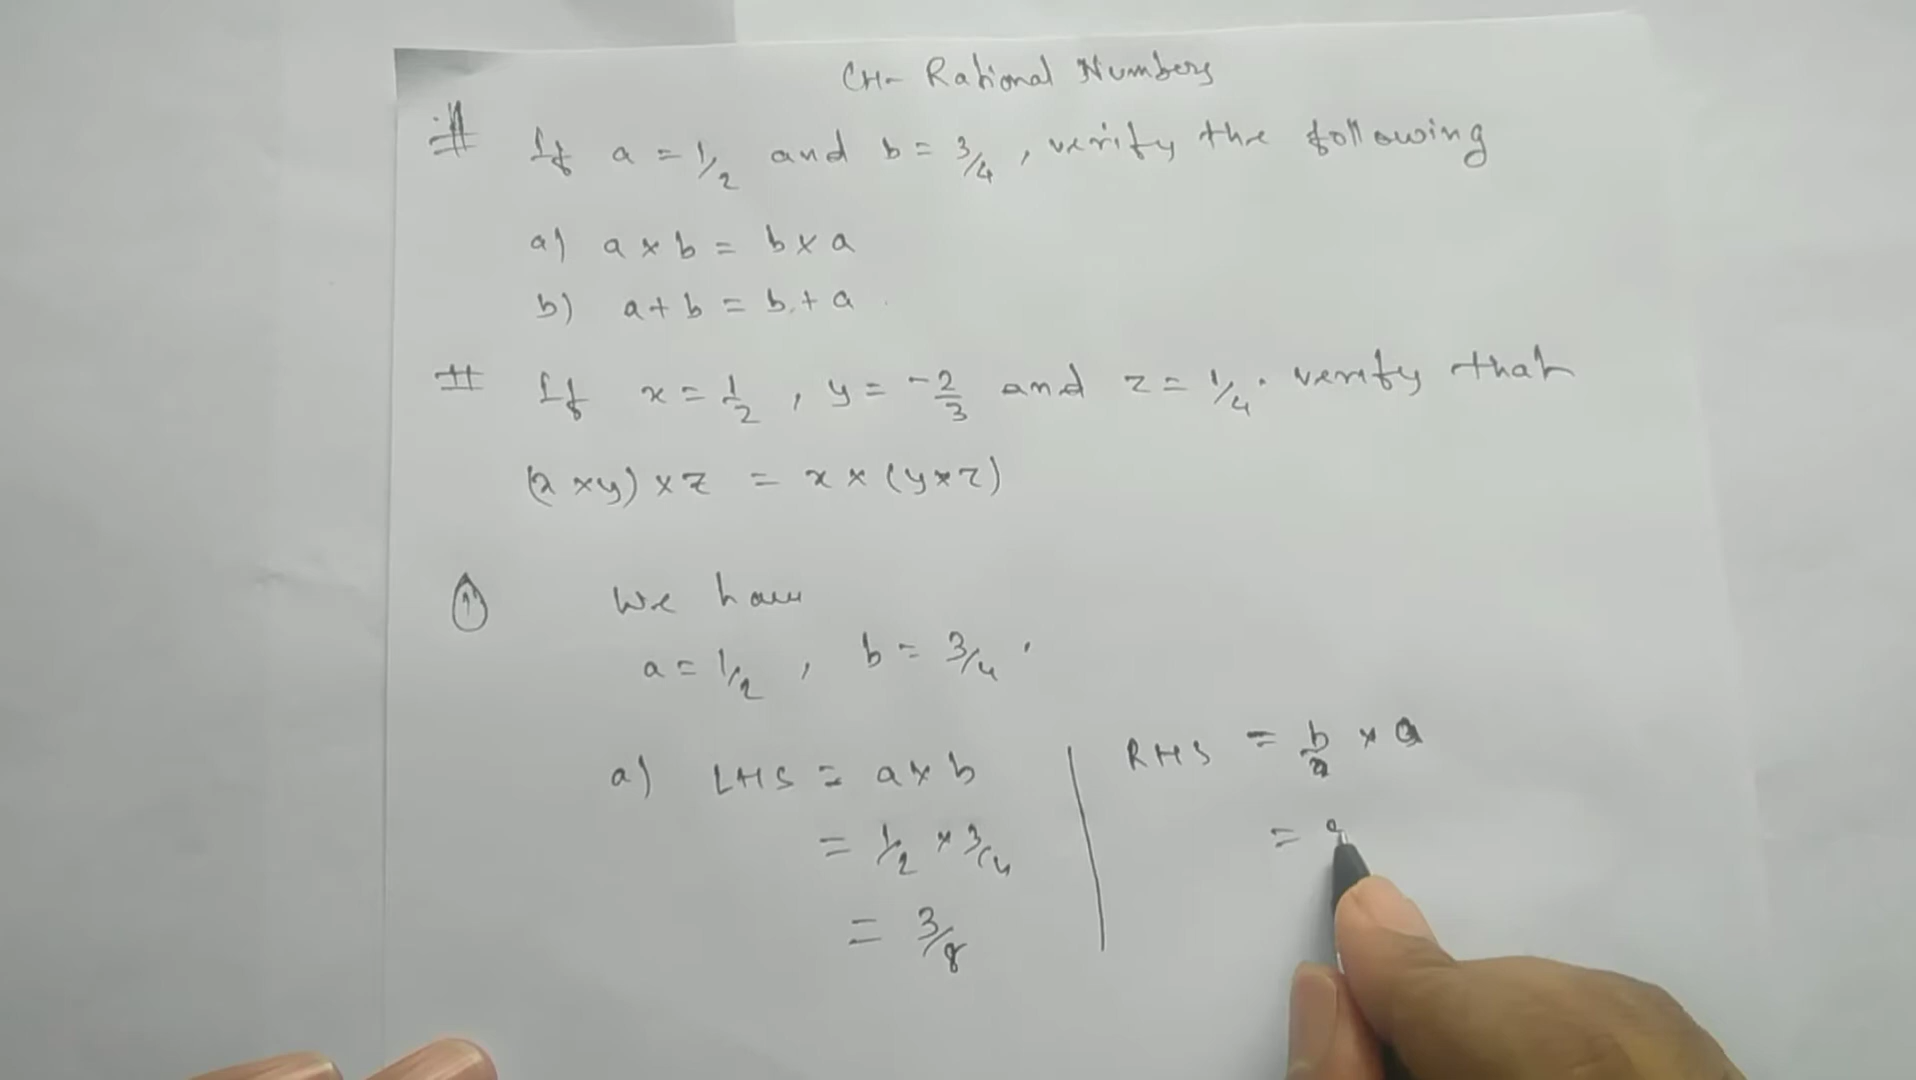 CH- Rational Numbers
# If a = 1/2 and b = 3/4, verify the following
a) a × b = b × a
b) a + b = b + a
# If x = 1/2, y = -2/3 and z = 1/4. verify that
(x × y) × z = x × (y × z)
① We have
a = 1/2, b = 3/4.
a) LHS = a × b
= 1/2 × 3/4
= 3/8
RHS = b × a
=